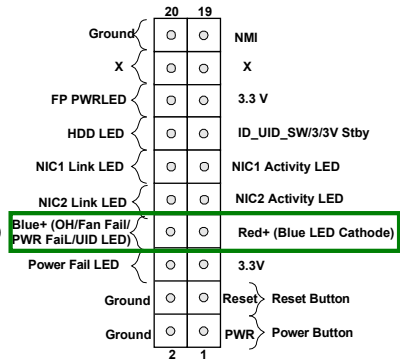 20 19
Ground NMI
X X
FP PWRLED 3.3 V
HDD LED ID_UID_SW/3/3V Stby
NIC1 Link LED NIC1 Activity LED
NIC2 Link LED NIC2 Activity LED
Blue+ (OH/Fan Fail/
PWR FaiL/UID LED) Red+ (Blue LED Cathode)
Power Fail LED 3.3V
Ground Reset Reset Button
Ground PWR Power Button
2 1